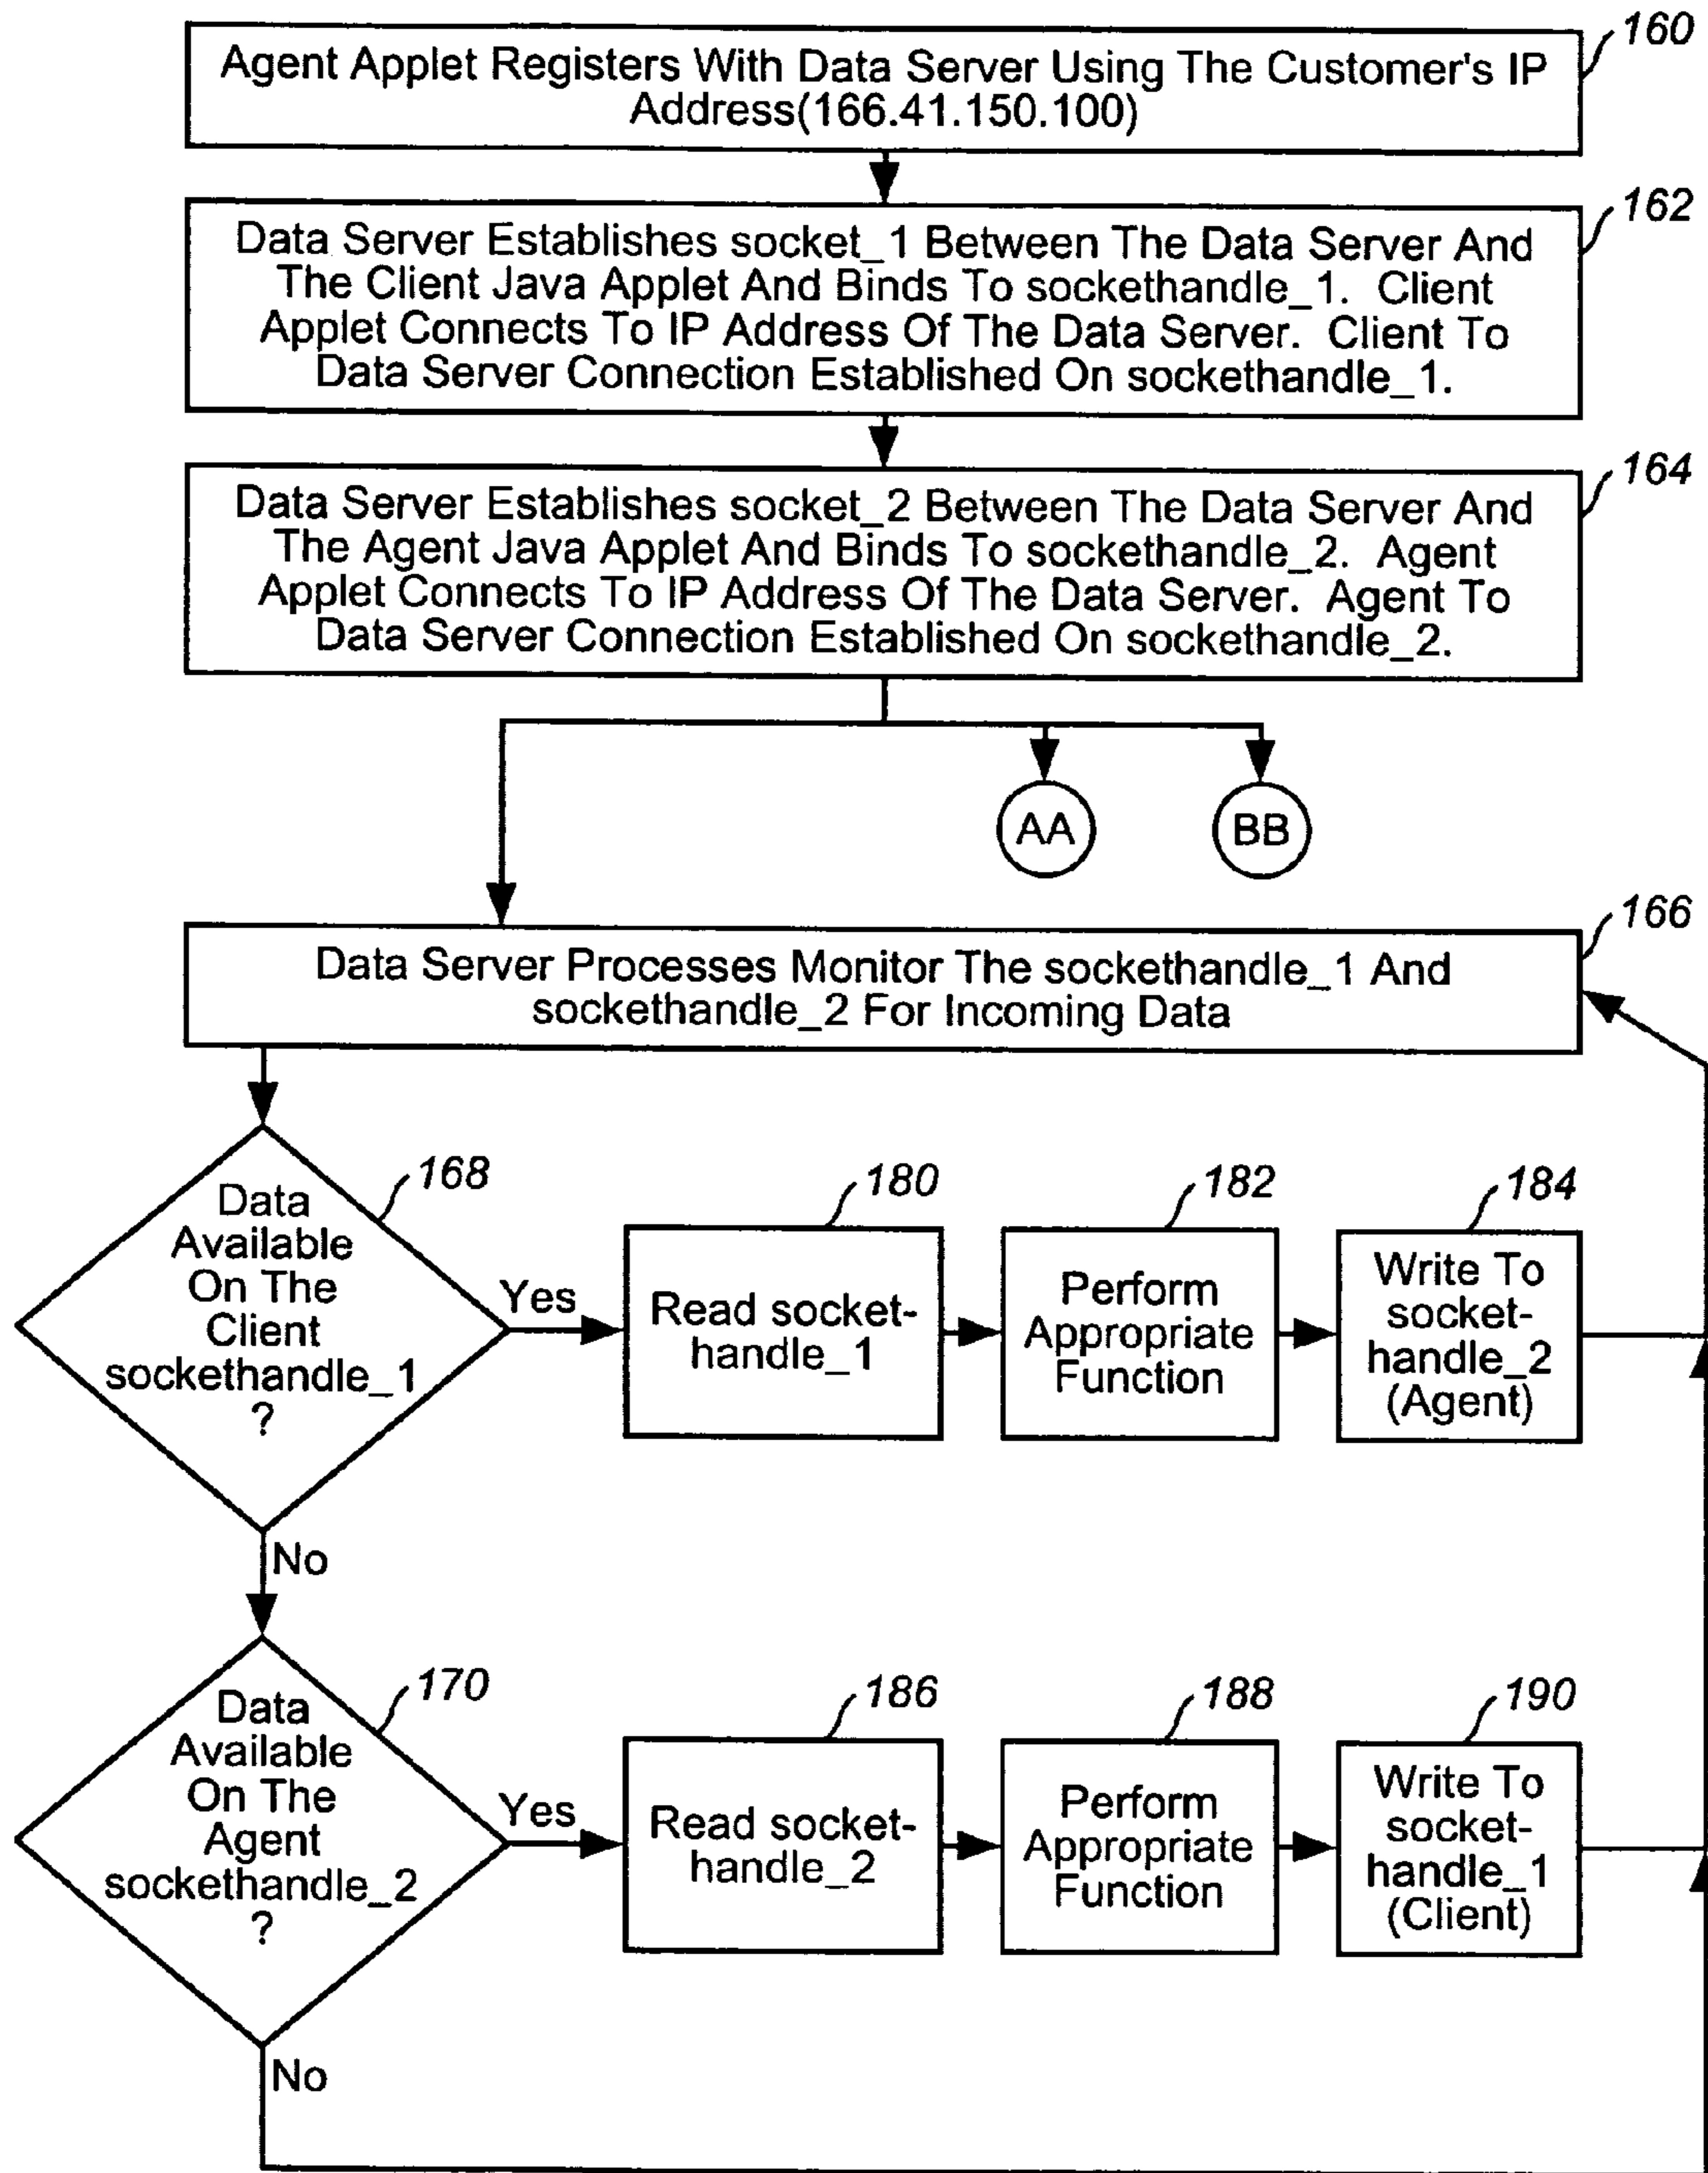 160
Agent Applet Registers With Data Server Using The Customer's IP
Address(166.41.150.100)
162
Data Server Establishes socket_1 Between The Data Server And
The Client Java Applet And Binds To sockethandle_1. Client
Applet Connects To IP Address Of The Data Server. Client To
Data Server Connection Established On sockethandle_1.
164
Data Server Establishes socket_2 Between The Data Server And
The Agent Java Applet And Binds To sockethandle_2. Agent
Applet Connects To IP Address Of The Data Server. Agent To
Data Server Connection Established On sockethandle_2.
AA
BB
166
Data Server Processes Monitor The sockethandle_1 And
sockethandle_2 For Incoming Data
168
Data
Available
On The
Client
sockethandle_1
?
Yes
180
Read socket-
handle_1
182
Perform
Appropriate
Function
184
Write To
socket-
handle_2
(Agent)
No
170
Data
Available
On The
Agent
sockethandle_2
?
Yes
186
Read socket-
handle_2
188
Perform
Appropriate
Function
190
Write To
socket-
handle_1
(Client)
No